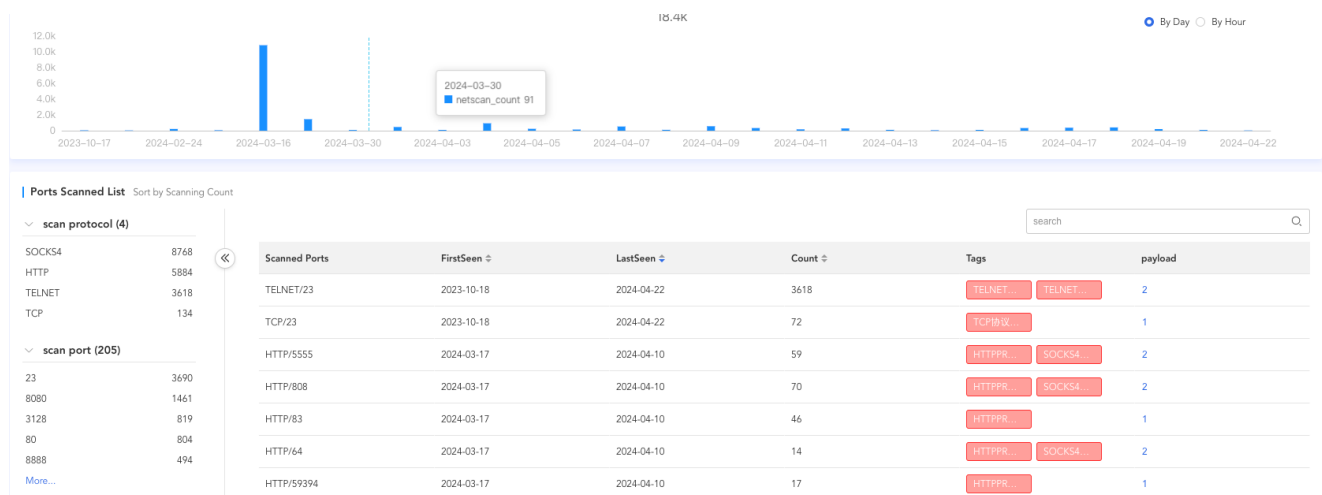 18.4K
By Day By Hour
12.0k
10.0k
8.0k
6.0k
4.0k
2.0k
0
2024-03-30
netscan_count 91
2023-10-17 2024-02-24 2024-03-16 2024-03-30 2024-04-03 2024-04-05 2024-04-07 2024-04-09 2024-04-11 2024-04-13 2024-04-15 2024-04-17 2024-04-19 2024-04-22
Ports Scanned List Sort by Scanning Count
scan protocol (4)
SOCKS4 8768
HTTP 5884
TELNET 3618
TCP 134
scan port (205)
23 3690
8080 1461
3128 819
80 804
8888 494
More...
search
Scanned Ports FirstSeen LastSeen Count Tags payload
TELNET/23 2023-10-18 2024-04-22 3618 TELNET... TELNET... 2
TCP/23 2023-10-18 2024-04-22 72 TCP协议... 1
HTTP/5555 2024-03-17 2024-04-10 59 HTTPPR... SOCKS4... 2
HTTP/808 2024-03-17 2024-04-10 70 HTTPPR... SOCKS4... 2
HTTP/83 2024-03-17 2024-04-10 46 HTTPPR... 1
HTTP/64 2024-03-17 2024-04-10 14 HTTPPR... SOCKS4... 2
HTTP/59394 2024-03-17 2024-04-10 17 HTTPPR... 1